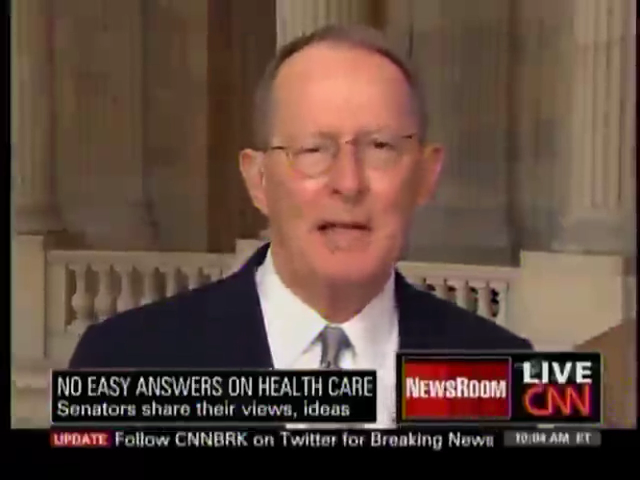 NO EASY ANSWERS ON HEALTH CARE
Senators share their views, ideas
NEWSROOM
LIVE
CNN
UPDATE Follow CNNBRK on Twitter for Breaking News 10:04 AM ET